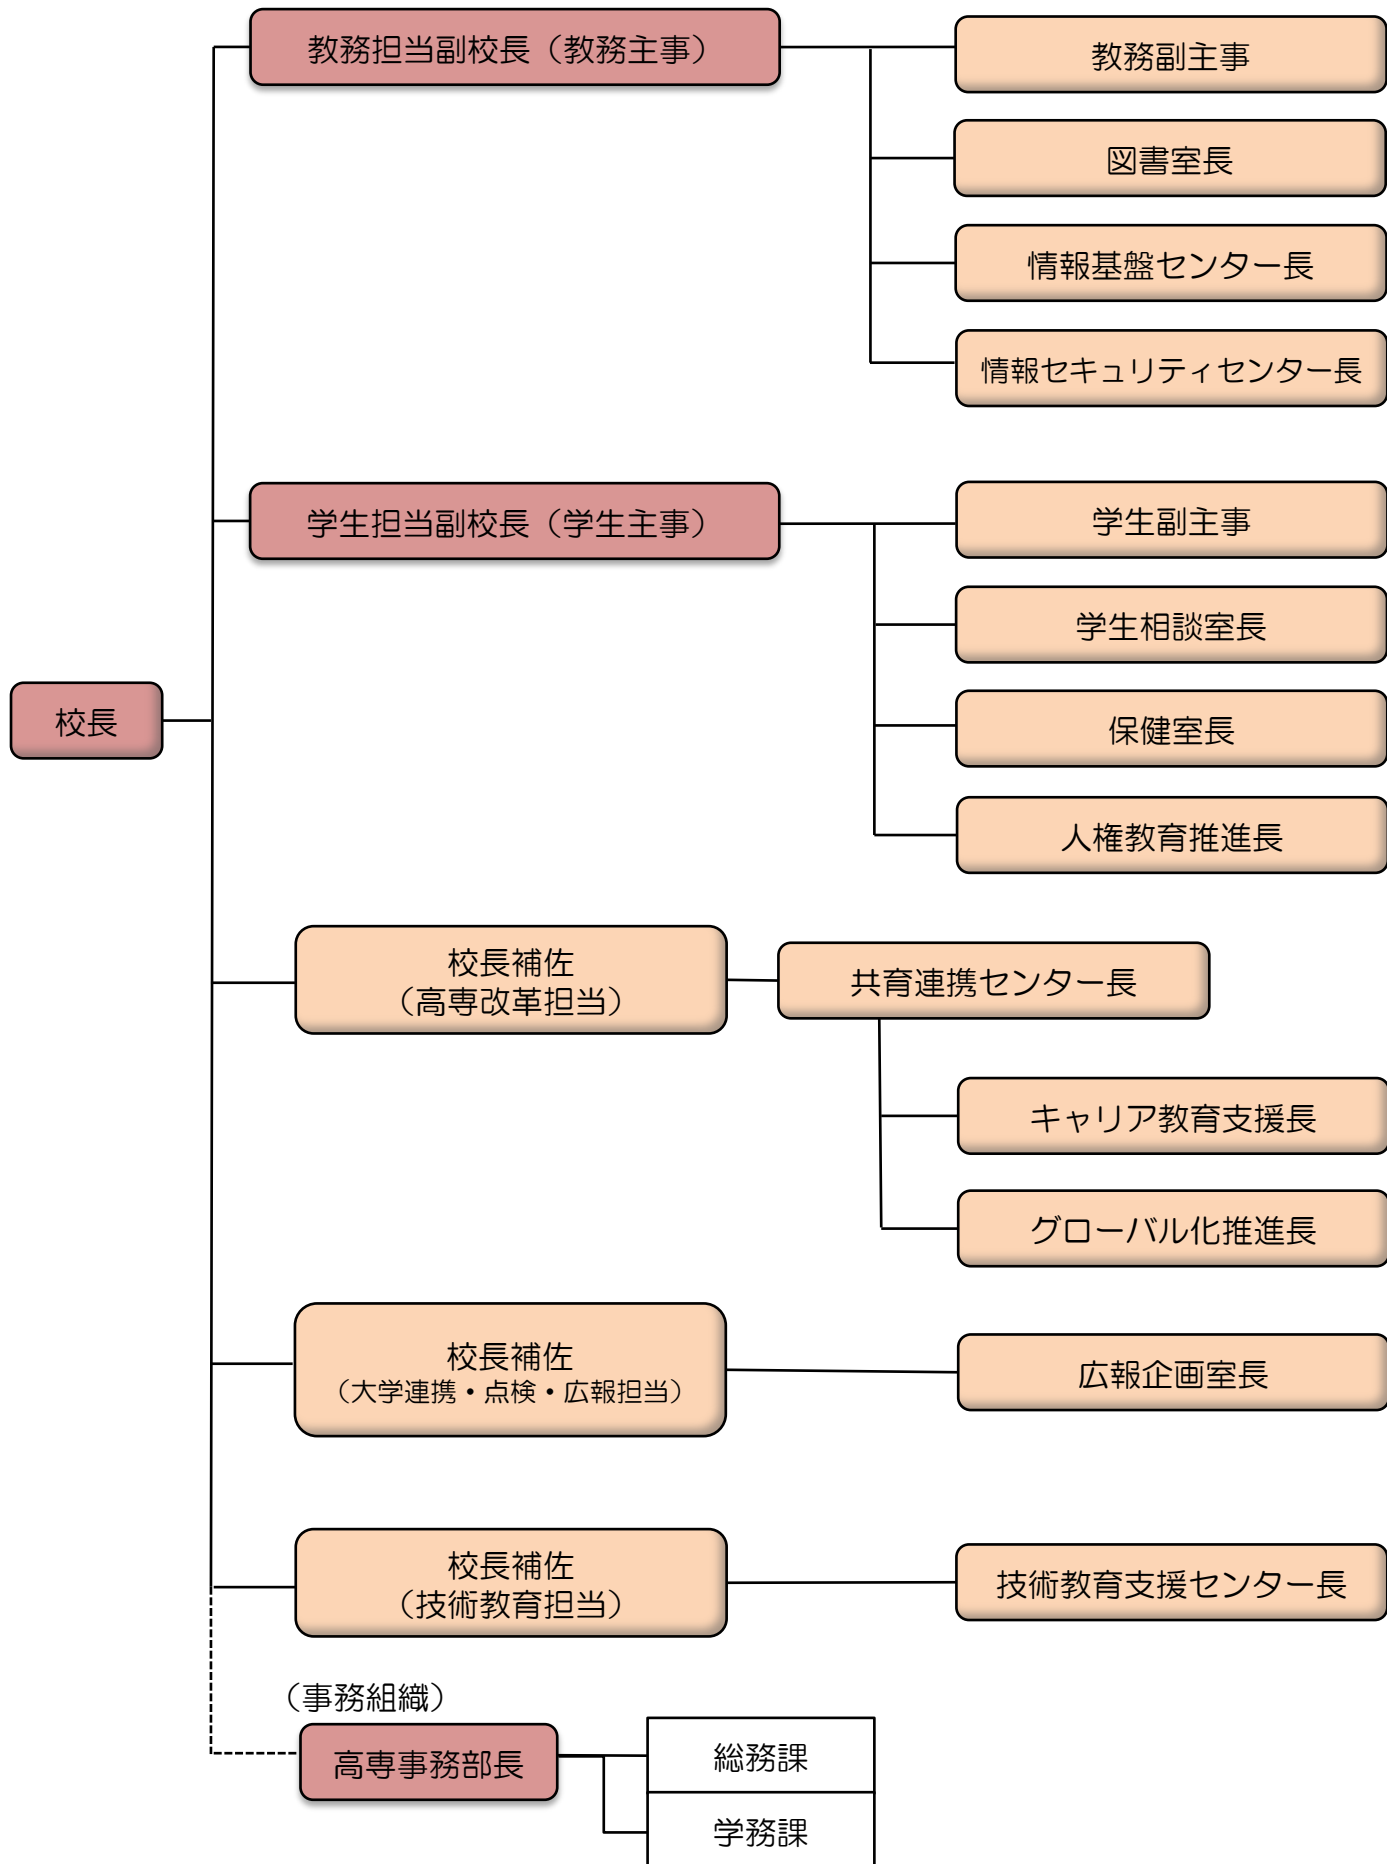 教務担当副校長（教務主事）
教務副主事
図書室長
情報基盤センター長
情報セキュリティセンター長
学生担当副校長（学生主事）
学生副主事
学生相談室長
保健室長
人権教育推進長
校長
校長補佐
（高専改革担当）
共育連携センター長
キャリア教育支援長
グローバル化推進長
校長補佐
（大学連携・点検・広報担当）
広報企画室長
校長補佐
（技術教育担当）
技術教育支援センター長
（事務組織）
高専事務部長
総務課
学務課